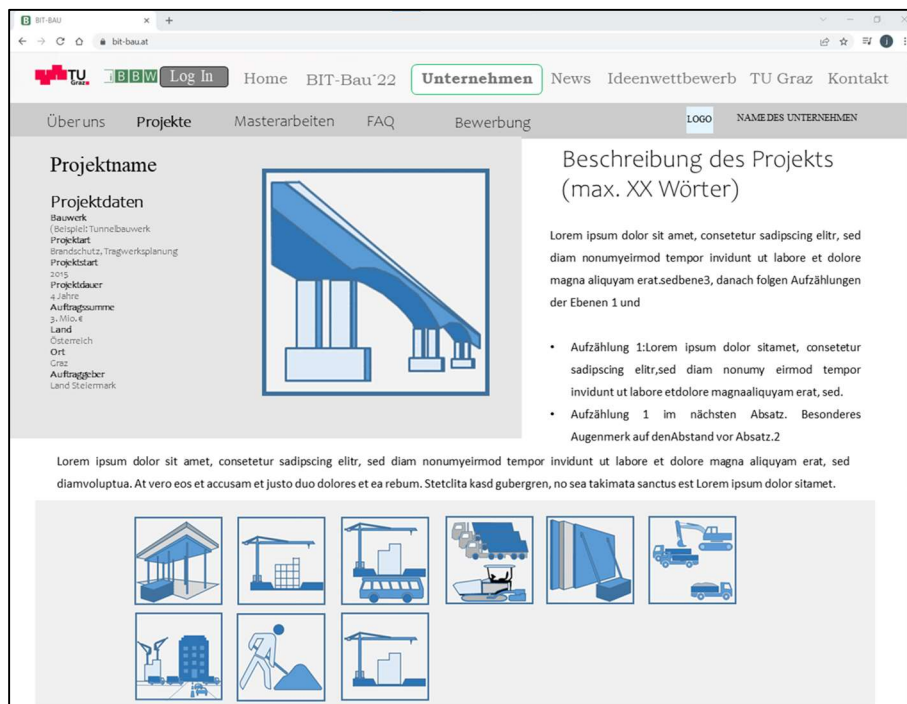 BIT-BAU
bit-bau.at
TU Graz
BBW
Log In
Home
BIT-Bau´22
Unternehmen
News
Ideenwettbewerb
TU Graz
Kontakt
Über uns
Projekte
Masterarbeiten
FAQ
Bewerbung
LOGO
NAME DES UNTERNEHMEN
Projektname
Projektdaten
Bauwerk
(Beispiel: Tunnelbauwerk
Projektart
Brandschutz, Tragwerksplanung
Projektstart
2015
Projektdauer
4 Jahre
Auftragssumme
3. Mio. €
Land
Österreich
Ort
Graz
Auftraggeber
Land Steiermark
Beschreibung des Projekts
(max. XX Wörter)
Lorem ipsum dolor sit amet, consetetur sadipscing elitr, sed
diam nonumyeirmod tempor invidunt ut labore et dolore
magna aliquyam erat.sedbene3, danach folgen Aufzählungen
der Ebenen 1 und
• Aufzählung 1:Lorem ipsum dolor sitamet, consetetur
sadipscing elitr,sed diam nonumy eirmod tempor
invidunt ut labore etdolore magnaaliquyam erat, sed.
• Aufzählung 1 im nächsten Absatz. Besonderes
Augenmerk auf denAbstand vor Absatz.2
Lorem ipsum dolor sit amet, consetetur sadipscing elitr, sed diam nonumyeirmod tempor invidunt ut labore et dolore magna aliquyam erat, sed
diamvoluptua. At vero eos et accusam et justo duo dolores et ea rebum. Stetclita kasd gubergren, no sea takimata sanctus est Lorem ipsum dolor sitamet.